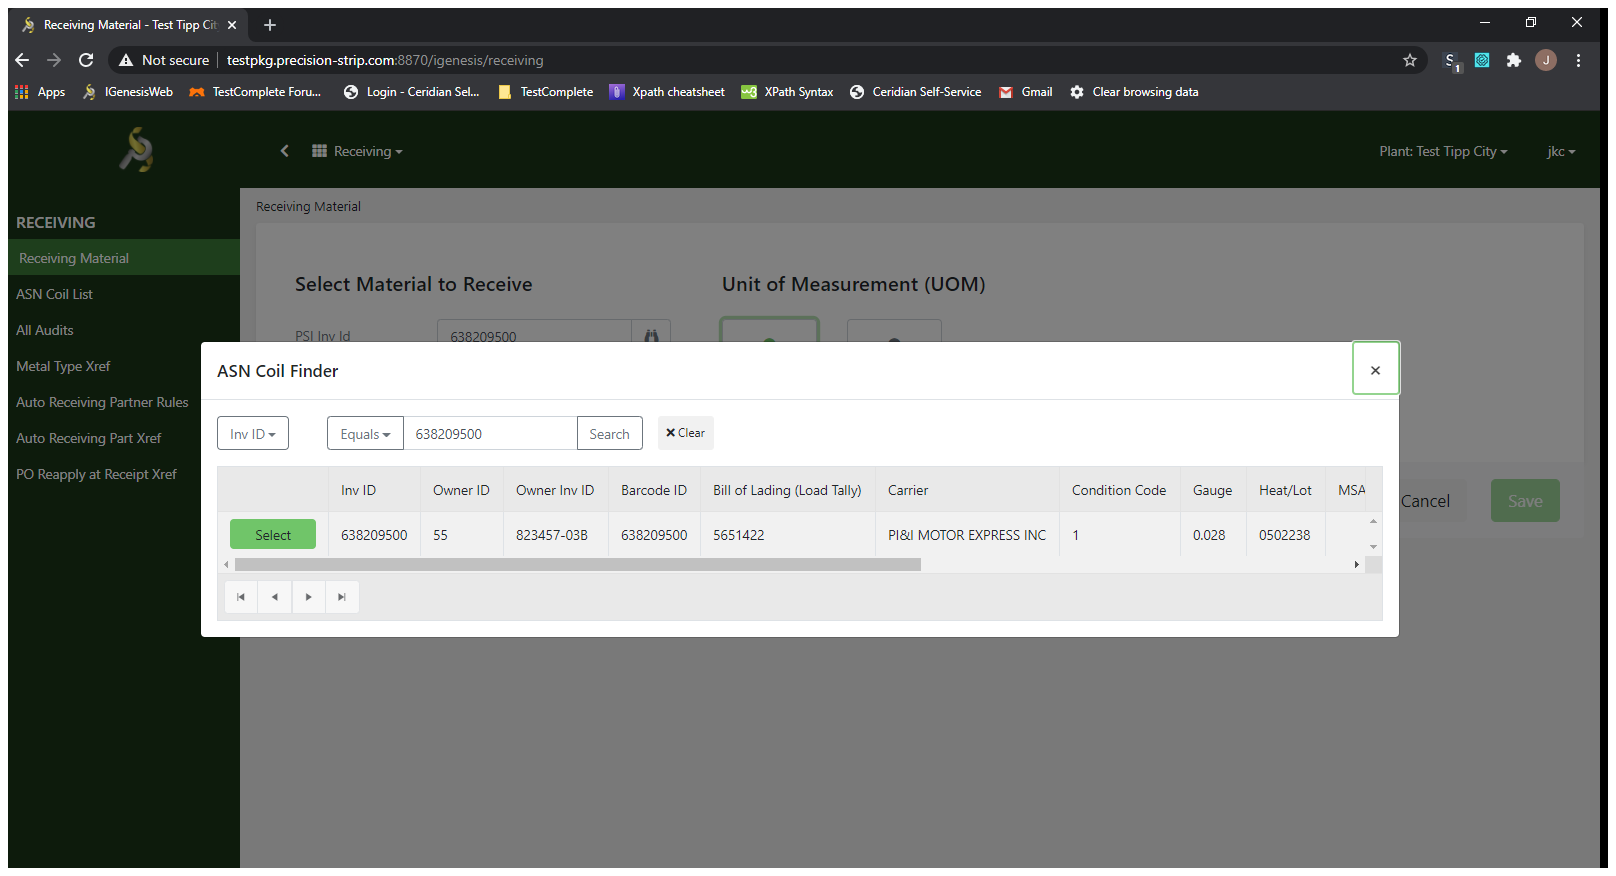 Receiving Material - Test Tipp Cit
Not secure testpkg.precision-strip.com:8870/igenesis/receiving
S 1 J
Apps IGenesisWeb TestComplete Foru... Login - Ceridian Sel... TestComplete Xpath cheatsheet XPath Syntax Ceridian Self-Service Gmail Clear browsing data
Receiving Plant: Test Tipp City jkc
RECEIVING
Receiving Material
ASN Coil List
All Audits
Metal Type Xref
Auto Receiving Partner Rules
Auto Receiving Part Xref
PO Reapply at Receipt Xref
Receiving Material
Select Material to Receive Unit of Measurement (UOM)
PSI Inv Id 638209500
ASN Coil Finder
Inv ID Equals 638209500 Search Clear
Inv ID Owner ID Owner Inv ID Barcode ID Bill of Lading (Load Tally) Carrier Condition Code Gauge Heat/Lot MSA
Select 638209500 55 823457-03B 638209500 5651422 PI&I MOTOR EXPRESS INC 1 0.028 0502238
Cancel Save